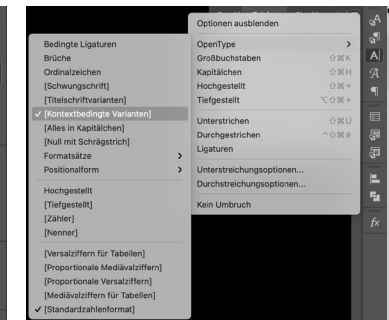 Optionen ausblenden
OpenType
Großbuchstaben ⇧⌘K
Kapitälchen ⇧⌘H
Hochgestellt ⇧⌘+
Tiefgestellt ⌥⇧⌘+
Unterstrichen ⇧⌘U
Durchgestrichen ^⇧⌘#
Ligaturen
Unterstreichungsoptionen...
Durchstreichungsoptionen...
Kein Umbruch
Bedingte Ligaturen
Brüche
Ordinalzeichen
[Schwungschrift]
[Titelschriftvarianten]
✓ [Kontextbedingte Varianten]
[Alles in Kapitälchen]
[Null mit Schrägstrich]
Formatsätze
Positionalform
Hochgestellt
[Tiefgestellt]
[Zähler]
[Nenner]
[Versalziffern für Tabellen]
[Proportionale Mediävalziffern]
[Proportionale Versalziffern]
[Mediävalziffern für Tabellen]
✓ [Standardzahlenformat]
A
A
A
fx